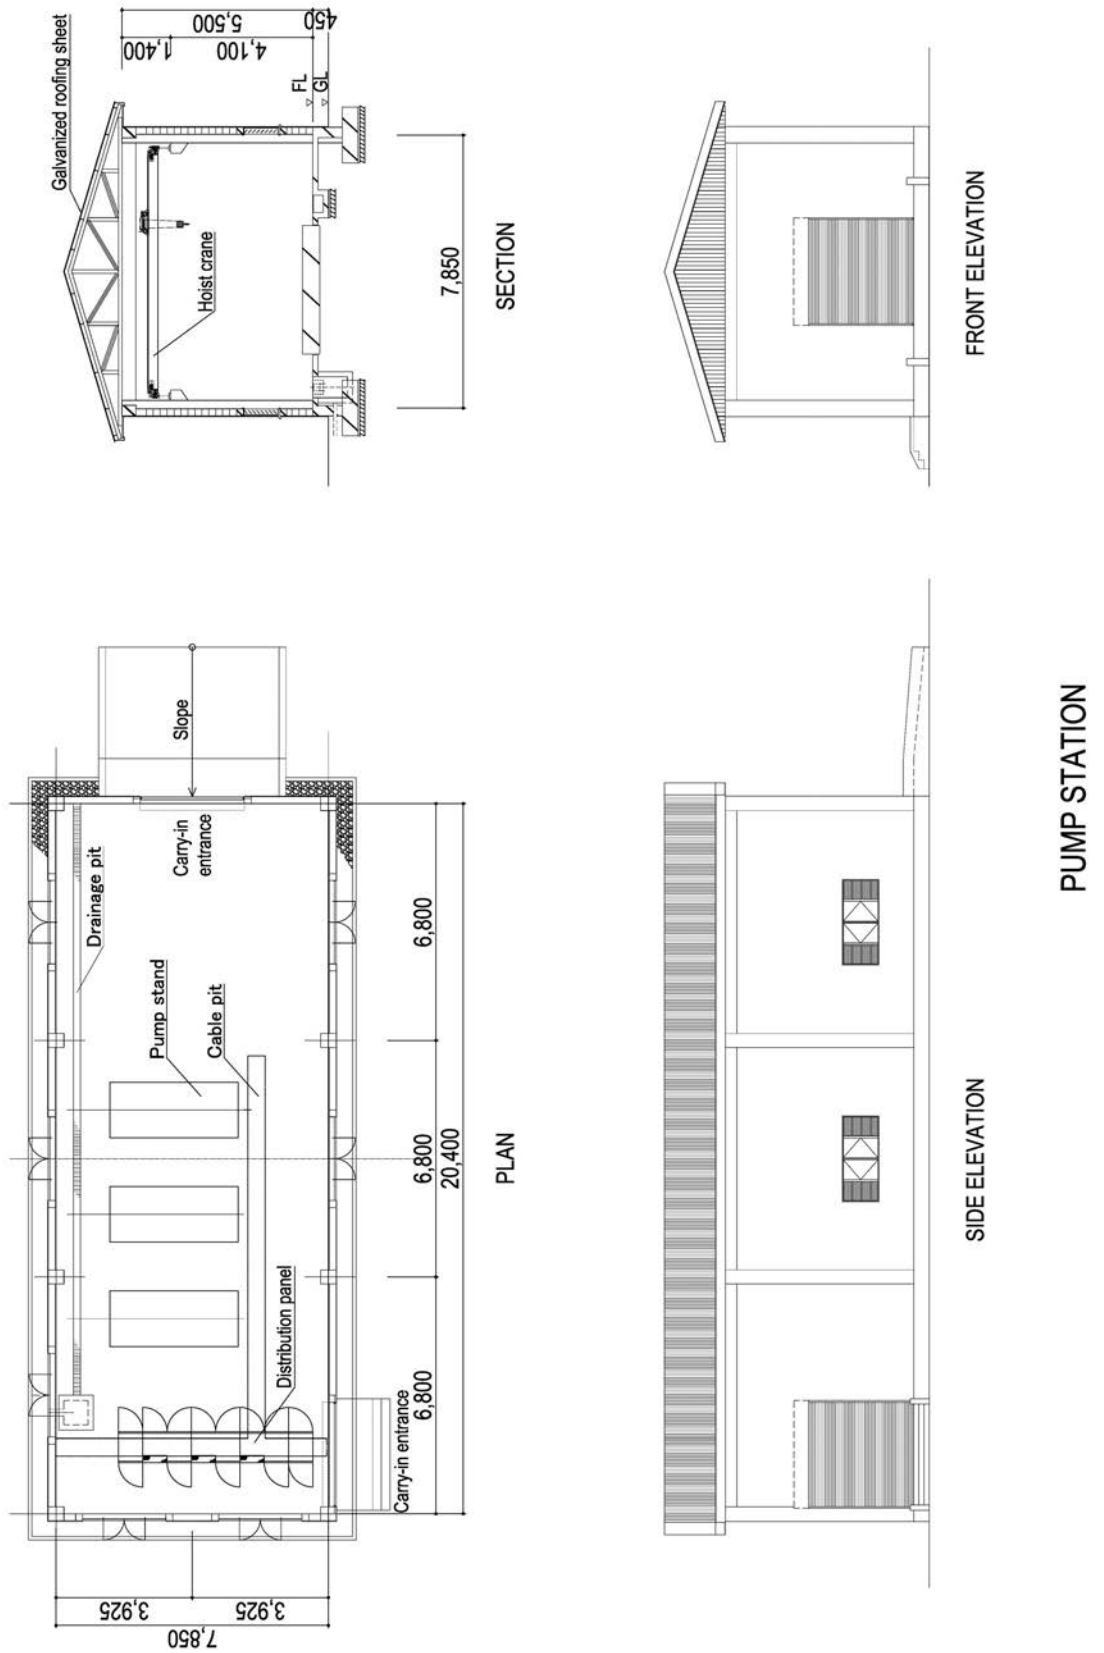 3,925
3,925
7,850
Distribution panel
Carry-in entrance
Pump stand
Cable pit
Drainage pit
Carry-in
entrance
Slope
6,800
6,800
6,800
20,400
PLAN
Galvanized roofing sheet
Hoist crane
1,400
4,100
5,500
450
FL
GL
7,850
SECTION
SIDE ELEVATION
FRONT ELEVATION
PUMP STATION